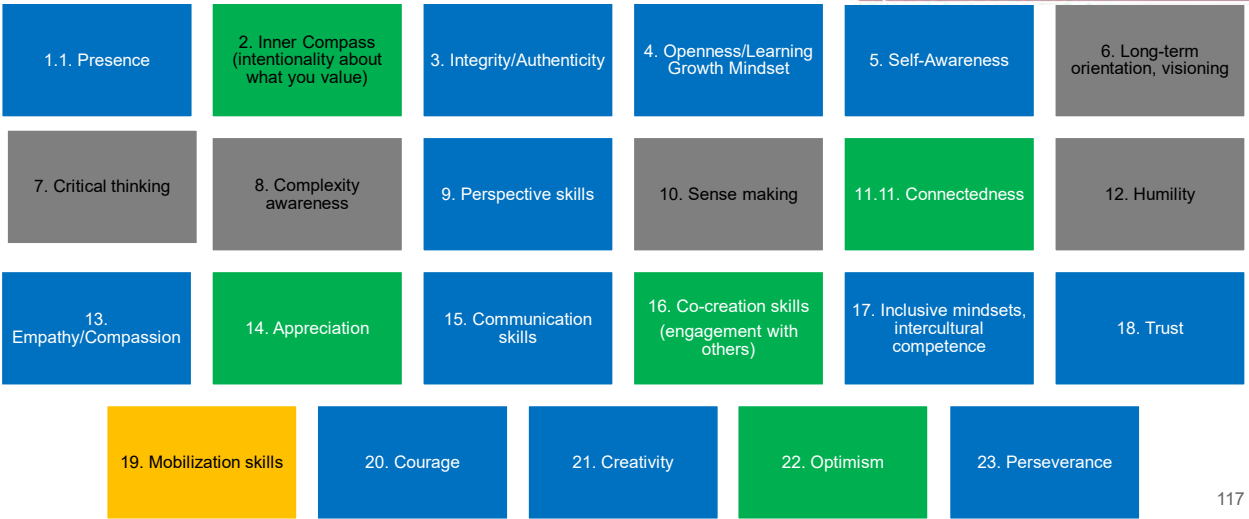 1.1. Presence
2. Inner Compass
(intentionality about
what you value)
3. Integrity/Authenticity
4. Openness/Learning
Growth Mindset
5. Self-Awareness
6. Long-term
orientation, visioning
7. Critical thinking
8. Complexity
awareness
9. Perspective skills
10. Sense making
11.11. Connectedness
12. Humility
13.
Empathy/Compassion
14. Appreciation
15. Communication
skills
16. Co-creation skills
(engagement with
others)
17. Inclusive mindsets,
intercultural
competence
18. Trust
19. Mobilization skills
20. Courage
21. Creativity
22. Optimism
23. Perseverance
117